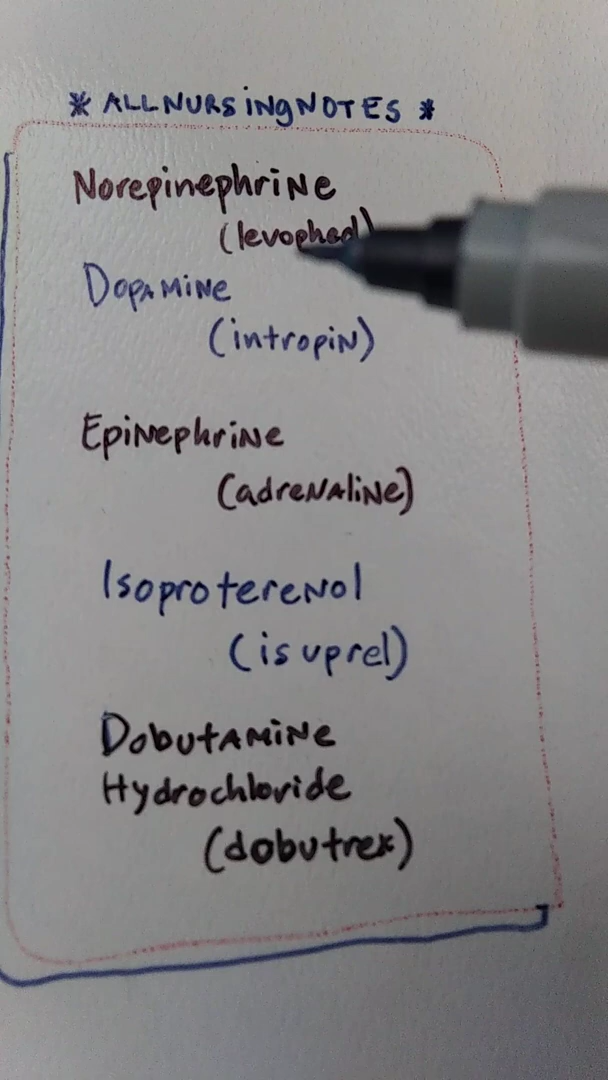 * ALLNURSiNgNOTES *
NorepinephriNe
(levophed)
DopAMiNe
(intropiN)
EpiNephriNe
(adreNAliNe)
IsoprotereNol
(isuprel)
DobutAMiNe
Hydrochloride
(dobutrex)